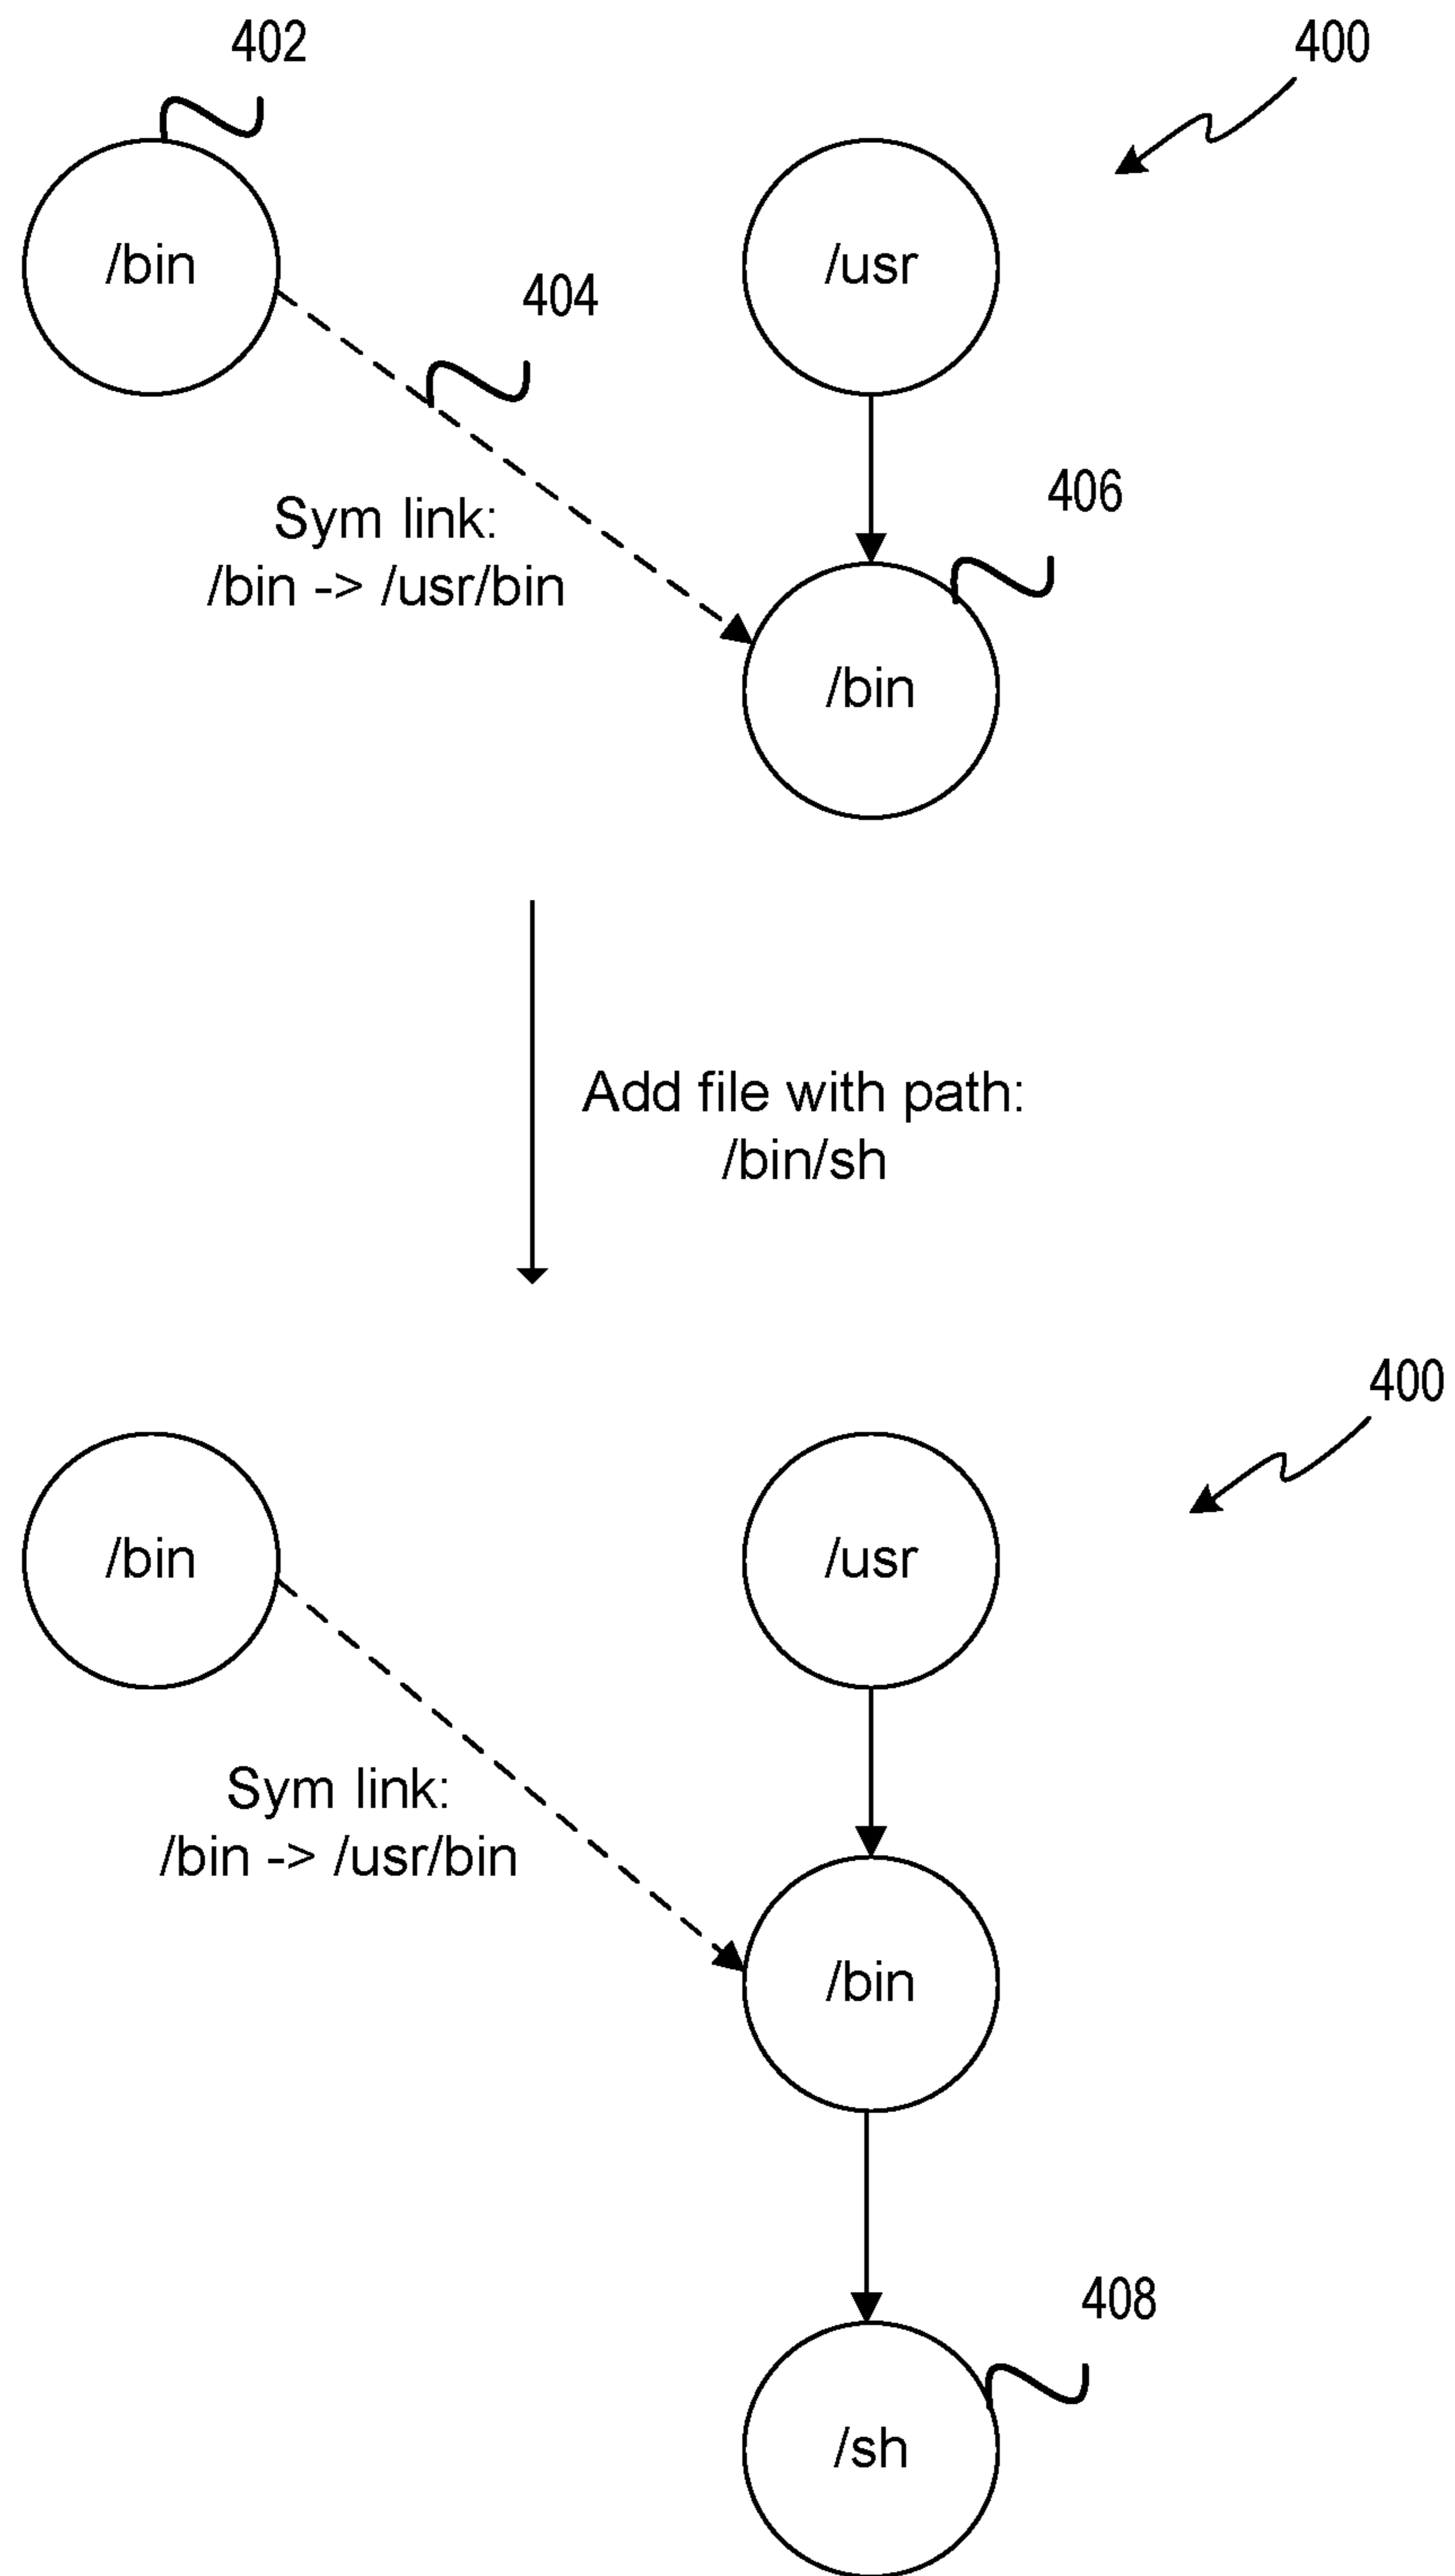 402
400
/bin
/usr
404
406
Sym link:
/bin -> /usr/bin
/bin
Add file with path:
/bin/sh
400
/bin
/usr
Sym link:
/bin -> /usr/bin
/bin
408
/sh